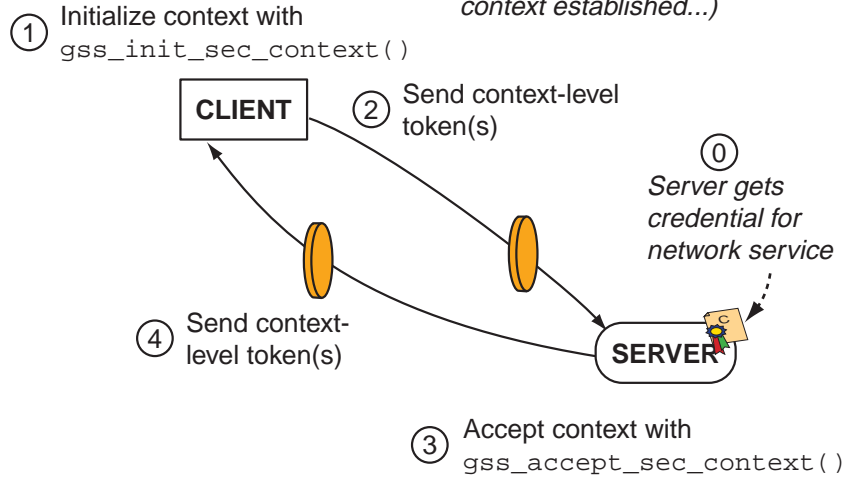 context established...)
1 Initialize context with
gss_init_sec_context()
CLIENT
2 Send context-level
token(s)
0
Server gets
credential for
network service
4 Send context-
level token(s)
C
SERVER
3 Accept context with
gss_accept_sec_context()